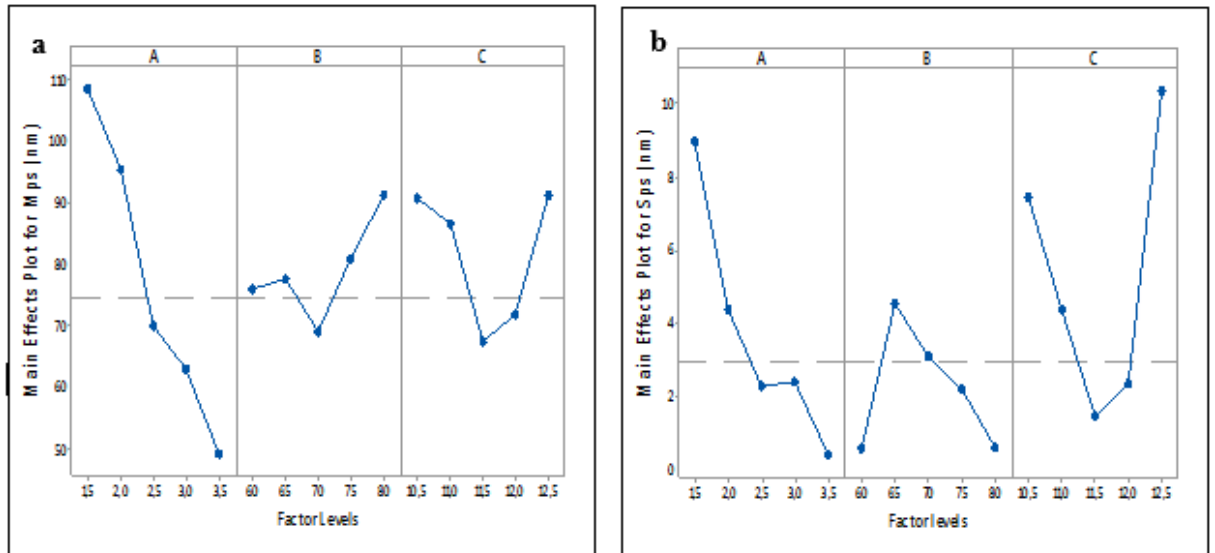 a
A B C
Main Effects Plot for Mps (nm)
110
100
90
80
70
60
50
1,5 2,0 2,5 3,0 3,5 60 65 70 75 80 10,5 11,0 11,5 12,0 12,5
Factor Levels
b
A B C
Main Effects Plot for Sps (nm)
10
8
6
4
2
0
1,5 2,0 2,5 3,0 3,5 60 65 70 75 80 10,5 11,0 11,5 12,0 12,5
Factor levels